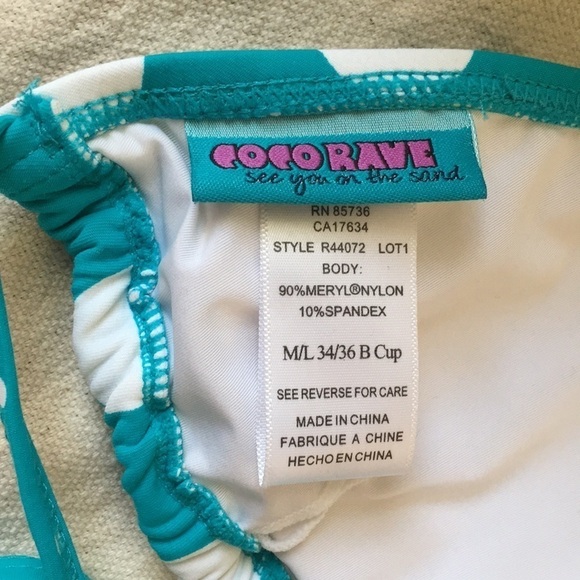 COCO RAVE
see you on the sand
RN 85736
CA17634
STYLE R44072 LOT1
BODY:
90%MERYL®NYLON
10%SPANDEX
M/L 34/36 B Cup
SEE REVERSE FOR CARE
MADE IN CHINA
FABRIQUE A CHINE
HECHO EN CHINA